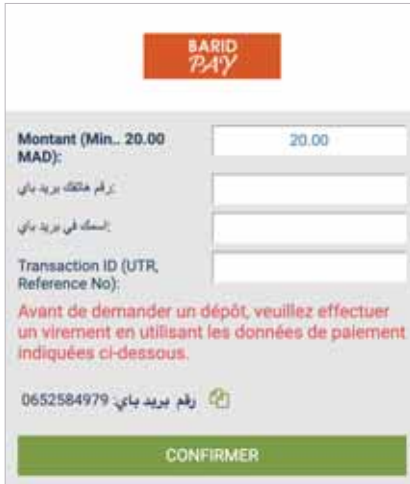 BARID
PAY
Montant (Min.. 20.00
MAD):
20.00
رقم هاتفك بريد باي:
إسمك في بريد باي:
Transaction ID (UTR,
Reference No):
Avant de demander un dépôt, veuillez effectuer
un virement en utilisant les données de paiement
indiquées ci-dessous.
رقم بريد باي: 0652584979
CONFIRMER